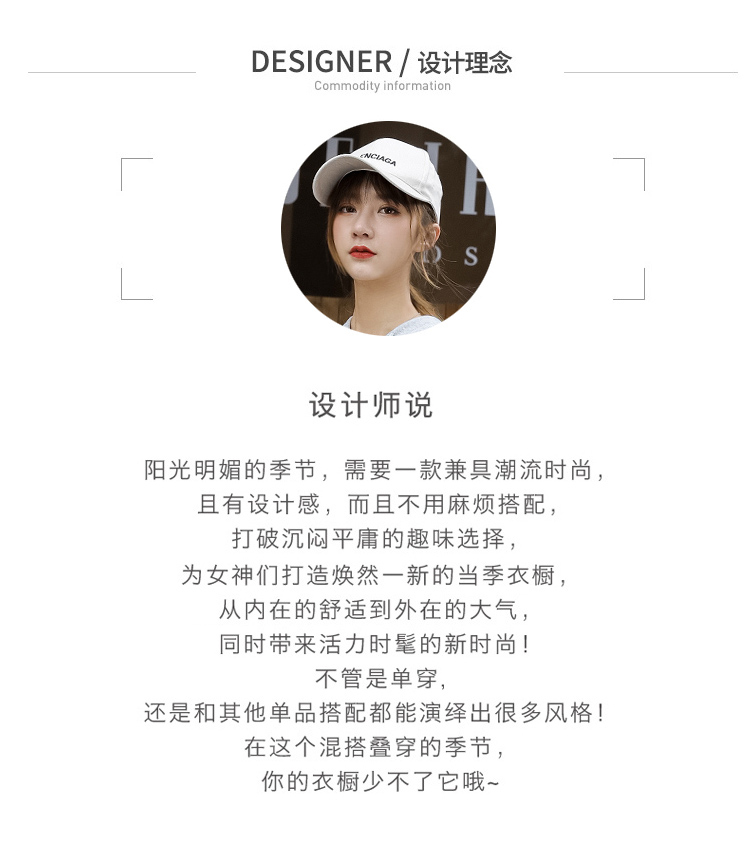 DESIGNER / 设计理念
Commodity information
ENCIAGA
设计师说
阳光明媚的季节，需要一款兼具潮流时尚，
且有设计感，而且不用麻烦搭配，
打破沉闷平庸的趣味选择，
为女神们打造焕然一新的当季衣橱，
从内在的舒适到外在的大气，
同时带来活力时髦的新时尚！
不管是单穿,
还是和其他单品搭配都能演绎出很多风格！
在这个混搭叠穿的季节，
你的衣橱少不了它哦~